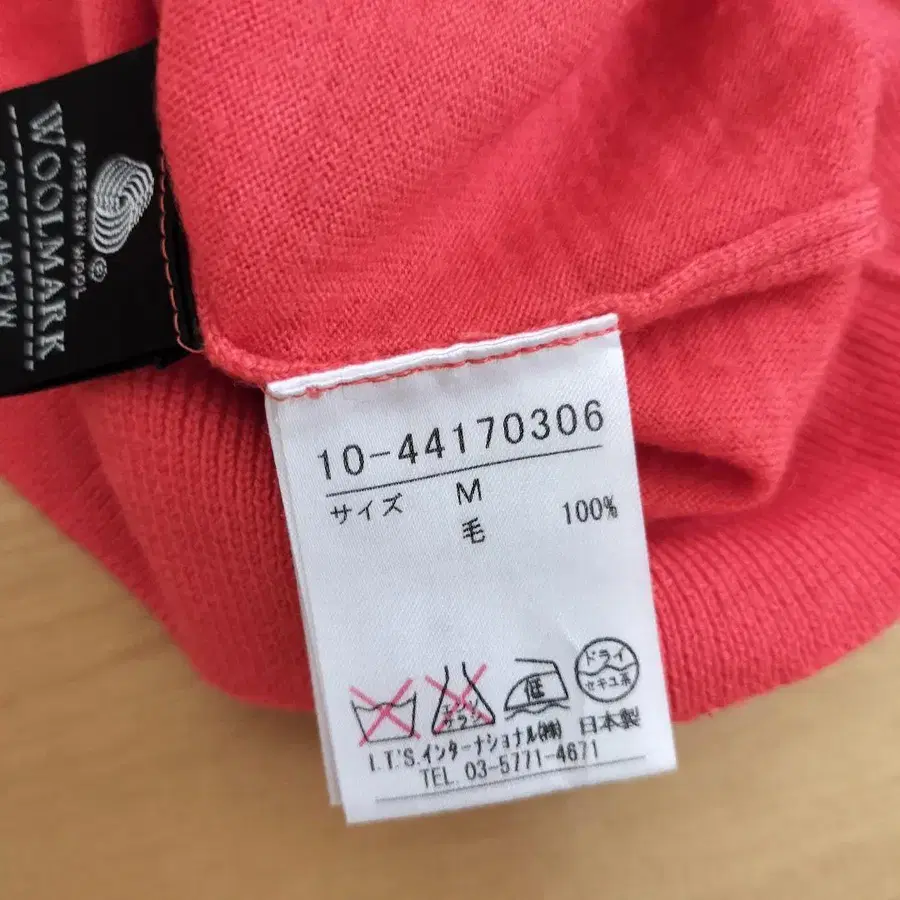 PURE NEW WOOL
WOOLMARK
10-44170306
サイズ M
毛 100%
低
ドライ
セキユ系
I.T'S.インターナショナル㈱ 日本製
TEL. 03-5771-4671